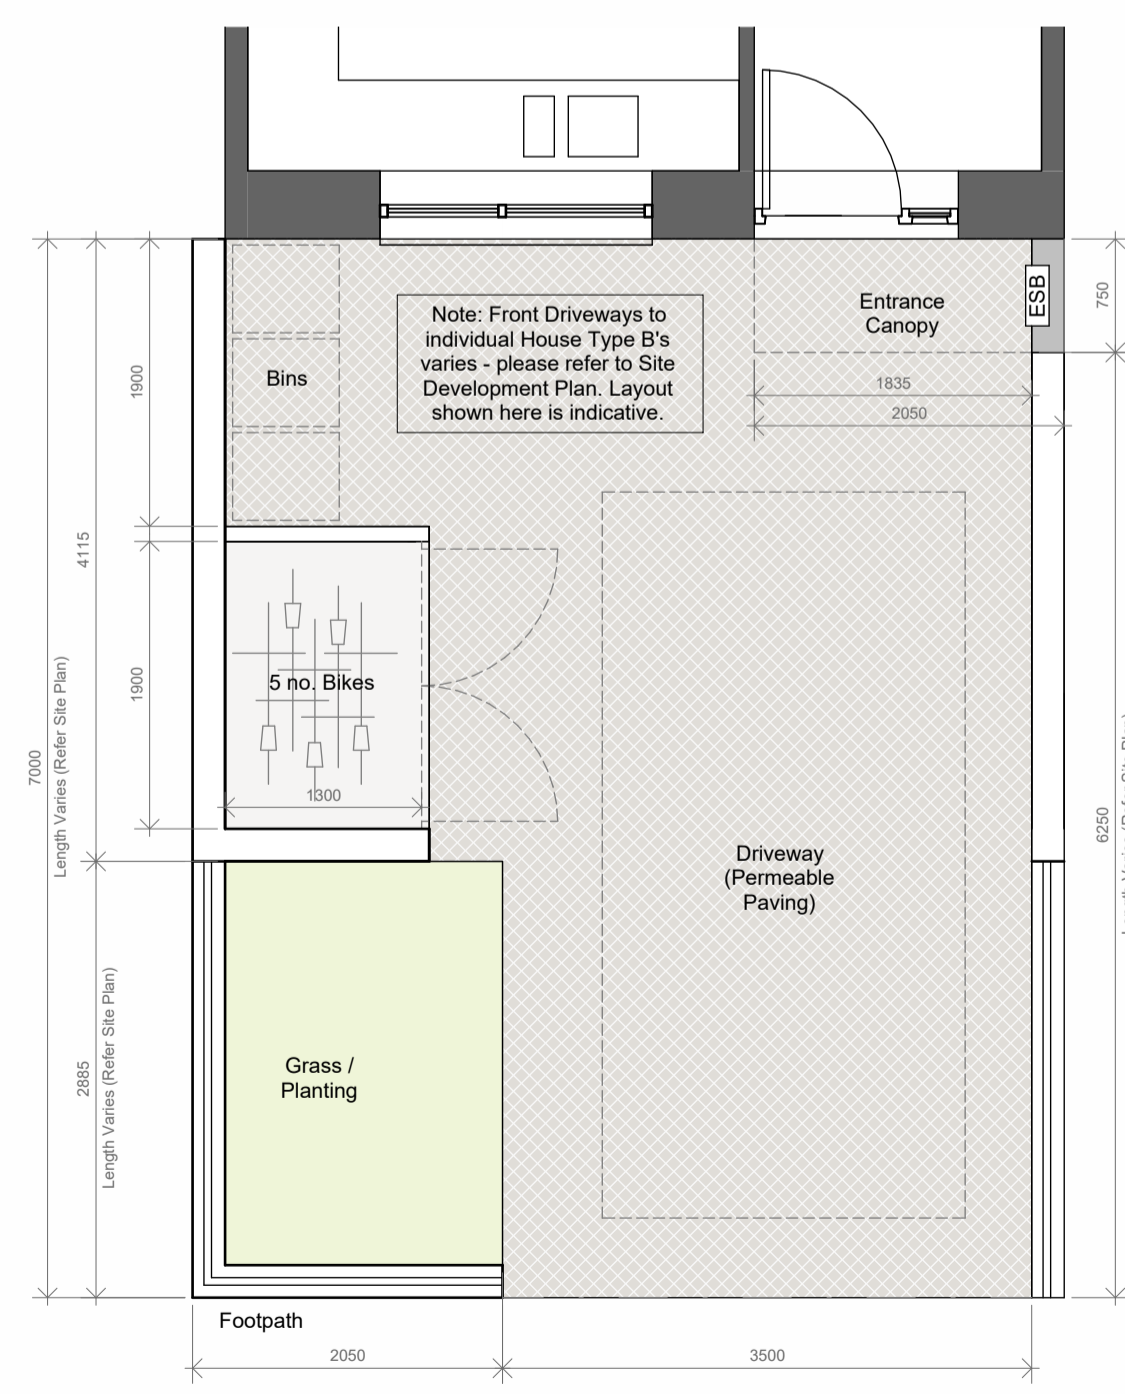 Note: Front Driveways to
individual House Type B's
varies - please refer to Site
Development Plan. Layout
shown here is indicative.
Entrance
Canopy
ESB
750
1835
2050
Bins
1900
4115
7000
Length Varies (Refer Site Plan)
1900
5 no. Bikes
1300
Driveway
(Permeable
Paving)
6250
Grass /
Planting
2885
Length Varies (Refer Site Plan)
Footpath
2050
3500